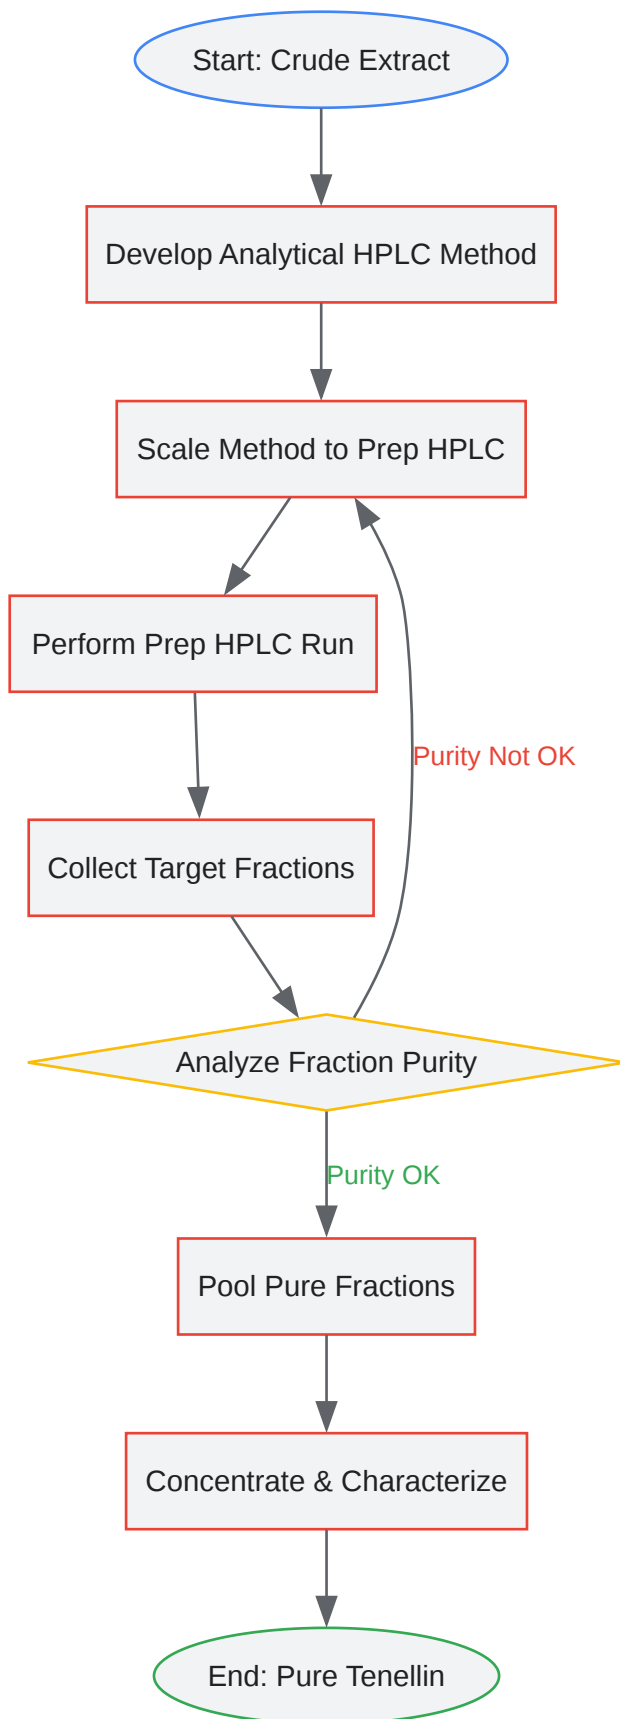 Start: Crude Extract
Develop Analytical HPLC Method
Scale Method to Prep HPLC
Perform Prep HPLC Run
Purity Not OK
Collect Target Fractions
Analyze Fraction Purity
Purity OK
Pool Pure Fractions
Concentrate & Characterize
End: Pure Tenellin